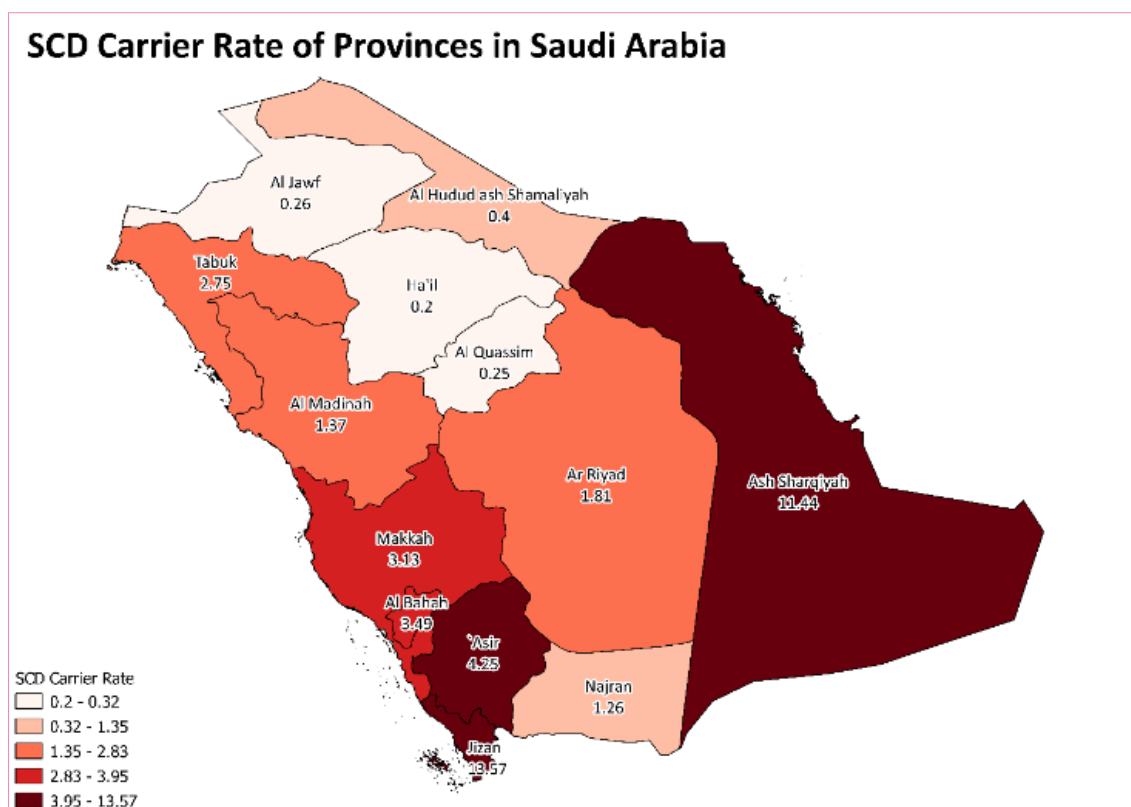 SCD Carrier Rate of Provinces in Saudi Arabia
Al Jawf
0.26
Al Hudud ash Shamaliyah
0.4
Tabuk
2.75
Ha'il
0.2
Al Quassim
0.25
Al Madinah
1.37
Ar Riyad
1.81
Ash Sharqiyah
11.44
Makkah
3.13
Al Bahah
3.49
`Asir
4.25
Najran
1.26
Jizan
13.57
SCD Carrier Rate
0.2 - 0.32
0.32 - 1.35
1.35 - 2.83
2.83 - 3.95
3.95 - 13.57